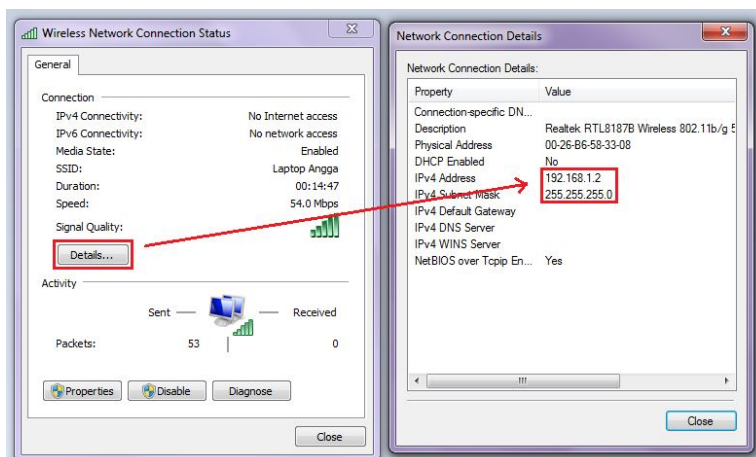 Wireless Network Connection Status
General
Connection
IPv4 Connectivity: No Internet access
IPv6 Connectivity: No network access
Media State: Enabled
SSID: Laptop Angga
Duration: 00:14:47
Speed: 54.0 Mbps
Signal Quality:
Details...
Activity
Sent Received
Packets: 53 0
Properties Disable Diagnose
Close
Network Connection Details
Network Connection Details:
Property Value
Connection-specific DN...
Description Realtek RTL8187B Wireless 802.11b/g 5
Physical Address 00-26-B6-58-33-08
DHCP Enabled No
IPv4 Address 192.168.1.2
IPv4 Subnet Mask 255.255.255.0
IPv4 Default Gateway
IPv4 DNS Server
IPv4 WINS Server
NetBIOS over Tcpip En... Yes
Close